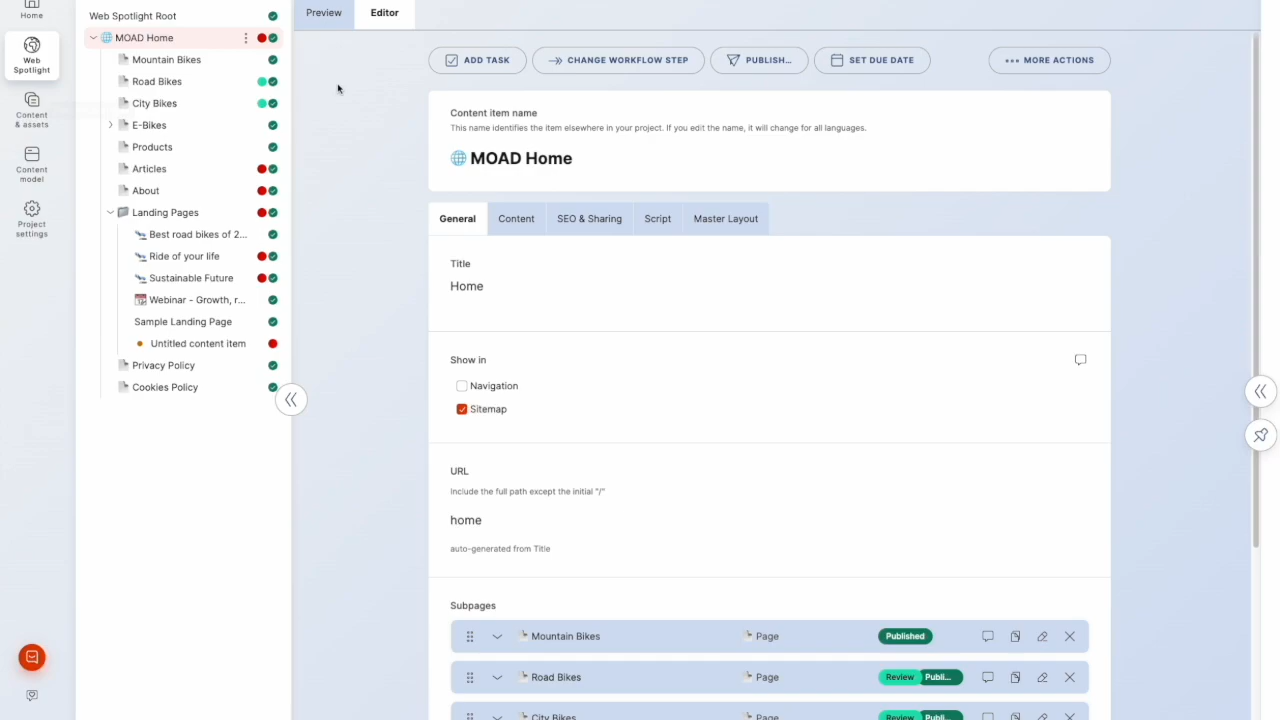 Home
Web Spotlight
Content & assets
Content model
Project settings
Web Spotlight Root
MOAD Home
Mountain Bikes
Road Bikes
City Bikes
E-Bikes
Products
Articles
About
Landing Pages
Best road bikes of 2...
Ride of your life
Sustainable Future
Webinar - Growth, r...
Sample Landing Page
Untitled content item
Privacy Policy
Cookies Policy
Preview
Editor
ADD TASK
CHANGE WORKFLOW STEP
PUBLISH...
SET DUE DATE
MORE ACTIONS
Content item name
This name identifies the item elsewhere in your project. If you edit the name, it will change for all languages.
MOAD Home
General
Content
SEO & Sharing
Script
Master Layout
Title
Home
Show in
Navigation
Sitemap
URL
Include the full path except the initial "/"
home
auto-generated from Title
Subpages
Mountain Bikes Page Published
Road Bikes Page Review Publi...
City Bikes Page Review Publi...